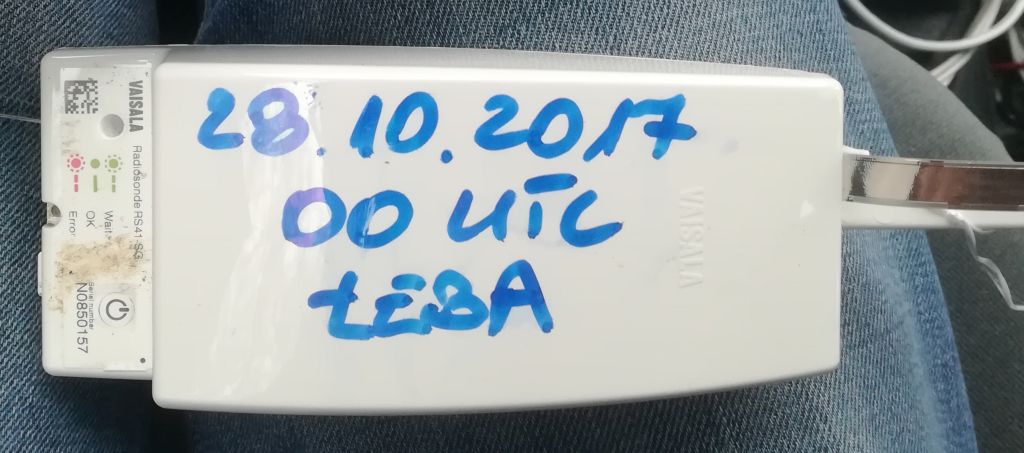 28.10.2017
00 UTC
ŁEBA
VAISALA
VAISALA
Radiosonde RS41-SG
Wait
OK
Error
Serial number
N0850157